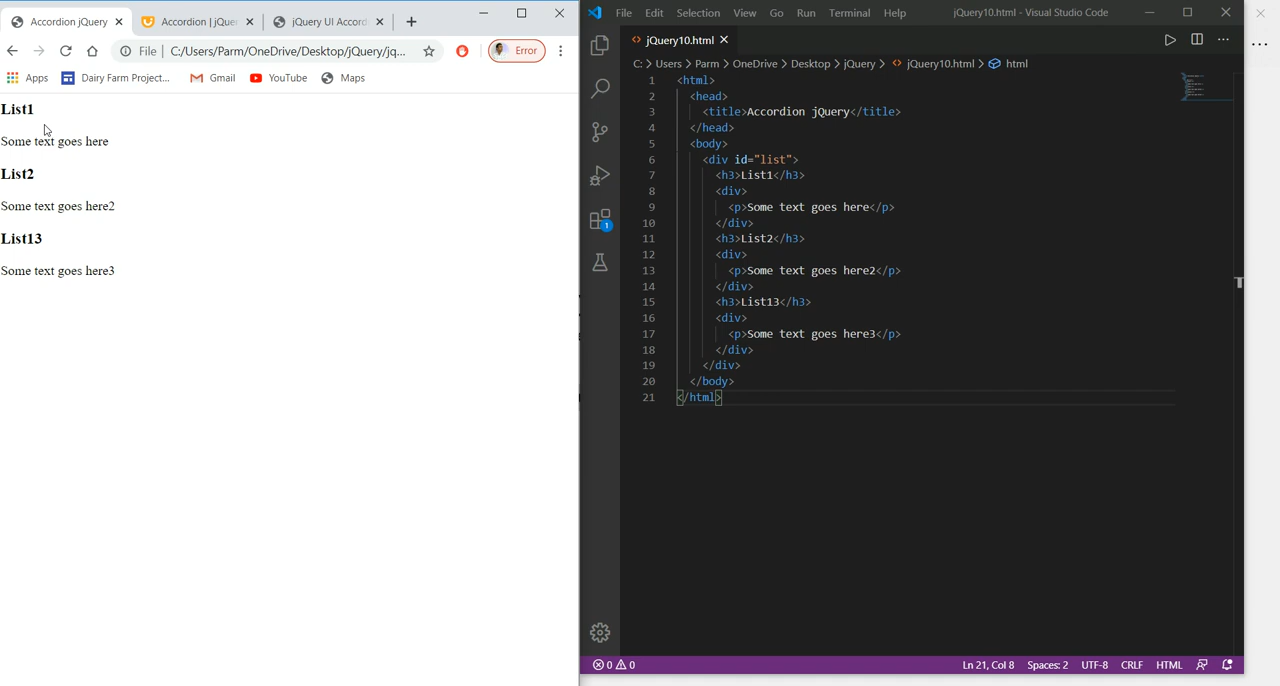 Accordion jQuery
Accordion | jQue
jQuery UI Accord
File
C:/Users/Parm/OneDrive/Desktop/jQuery/jq...
Error
Apps
Dairy Farm Project...
Gmail
YouTube
Maps
List1
Some text goes here
List2
Some text goes here2
List13
Some text goes here3
File Edit Selection View Go Run Terminal Help
jQuery10.html - Visual Studio Code
jQuery10.html
C: > Users > Parm > OneDrive > Desktop > jQuery > jQuery10.html > html
1 <html>
2 <head>
3 <title>Accordion jQuery</title>
4 </head>
5 <body>
6 <div id="list">
7 <h3>List1</h3>
8 <div>
9 <p>Some text goes here</p>
10 </div>
11 <h3>List2</h3>
12 <div>
13 <p>Some text goes here2</p>
14 </div>
15 <h3>List13</h3>
16 <div>
17 <p>Some text goes here3</p>
18 </div>
19 </div>
20 </body>
21 </html>
1
0 0
Ln 21, Col 8
Spaces: 2
UTF-8
CRLF
HTML